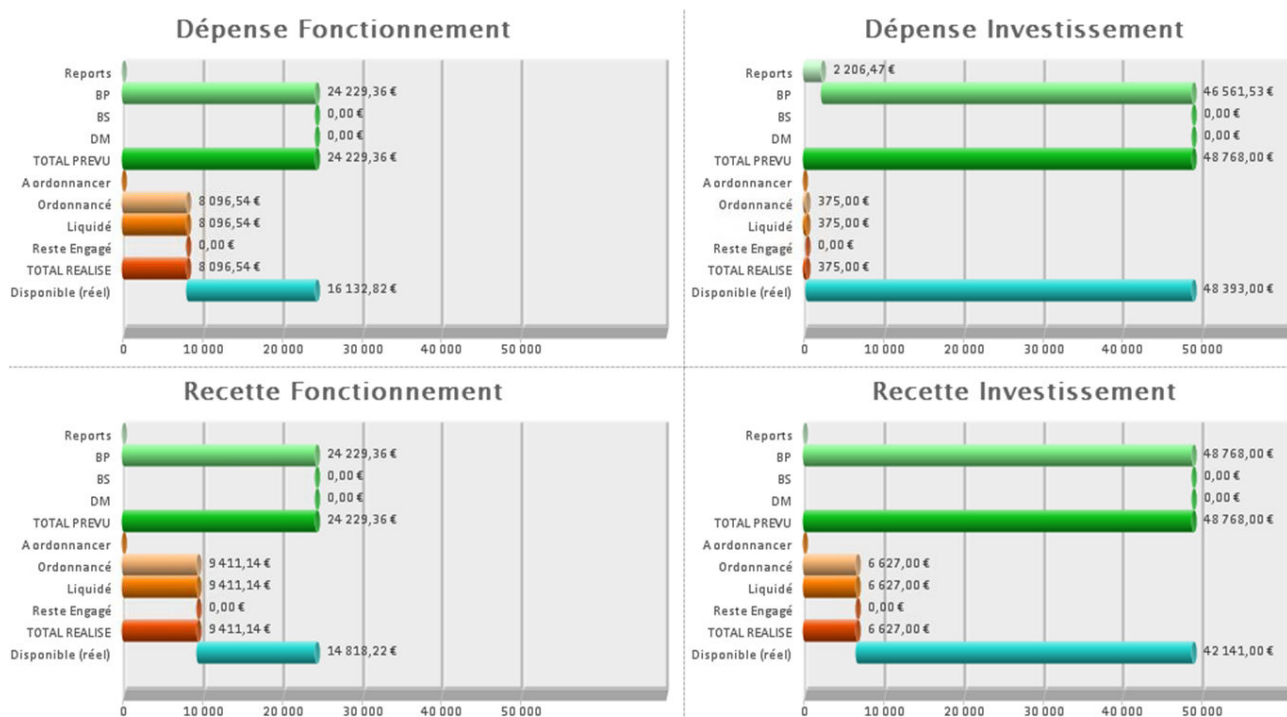 Dépense Fonctionnement
Reports
BP 24 229,36 €
BS 0,00 €
DM 0,00 €
TOTAL PREVU 24 229,36 €
A ordonnancer
Ordonnancé 8 096,54 €
Liquidé 8 096,54 €
Reste Engagé 0,00 €
TOTAL REALISE 8 096,54 €
Disponible (réel) 16 132,82 €
0 10 000 20 000 30 000 40 000 50 000
Dépense Investissement
Reports 2 206,47 €
BP 46 561,53 €
BS 0,00 €
DM 0,00 €
TOTAL PREVU 48 768,00 €
A ordonnancer
Ordonnancé 375,00 €
Liquidé 375,00 €
Reste Engagé 0,00 €
TOTAL REALISE 375,00 €
Disponible (réel) 48 393,00 €
0 10 000 20 000 30 000 40 000 50 000
Recette Fonctionnement
Reports
BP 24 229,36 €
BS 0,00 €
DM 0,00 €
TOTAL PREVU 24 229,36 €
A ordonnancer
Ordonnancé 9 411,14 €
Liquidé 9 411,14 €
Reste Engagé 0,00 €
TOTAL REALISE 9 411,14 €
Disponible (réel) 14 818,22 €
0 10 000 20 000 30 000 40 000 50 000
Recette Investissement
Reports
BP 48 768,00 €
BS 0,00 €
DM 0,00 €
TOTAL PREVU 48 768,00 €
A ordonnancer
Ordonnancé 6 627,00 €
Liquidé 6 627,00 €
Reste Engagé 0,00 €
TOTAL REALISE 6 627,00 €
Disponible (réel) 42 141,00 €
0 10 000 20 000 30 000 40 000 50 000